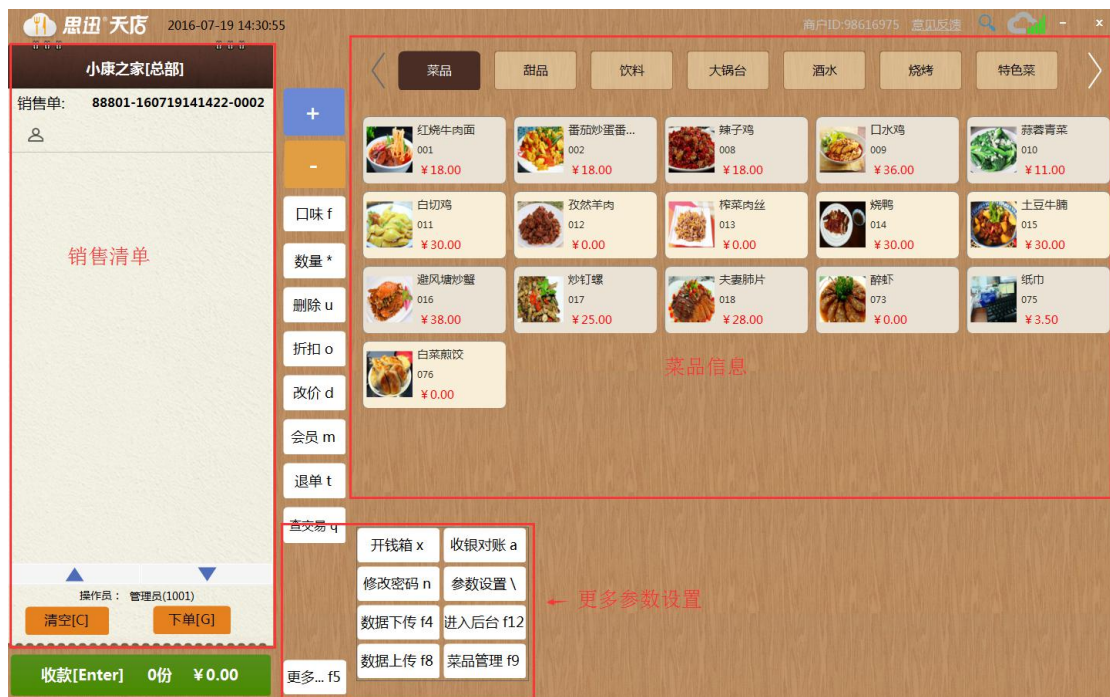 思迅®天店 2016-07-19 14:30:55 商户ID:98616975 意见反馈
小康之家[总部]
销售单: 88801-160719141422-0002
销售清单
操作员： 管理员(1001)
清空[C] 下单[G]
收款[Enter] 0份 ￥0.00
+
-
口味 f
数量 *
删除 u
折扣 o
改价 d
会员 m
退单 t
查交易 q
更多... f5
菜品 甜品 饮料 大锅台 酒水 烧烤 特色菜
红烧牛肉面
001
￥18.00
番茄炒蛋番...
002
￥18.00
辣子鸡
008
￥18.00
口水鸡
009
￥36.00
蒜蓉青菜
010
￥11.00
白切鸡
011
￥30.00
孜然羊肉
012
￥0.00
榨菜肉丝
013
￥0.00
烧鸭
014
￥30.00
土豆牛腩
015
￥30.00
避风塘炒蟹
016
￥38.00
炒钉螺
017
￥25.00
夫妻肺片
018
￥28.00
醉虾
073
￥0.00
纸巾
075
￥3.50
白菜煎饺
076
￥0.00
菜品信息
开钱箱 x 收银对账 a
修改密码 n 参数设置 \
数据下传 f4 进入后台 f12
数据上传 f8 菜品管理 f9
更多参数设置